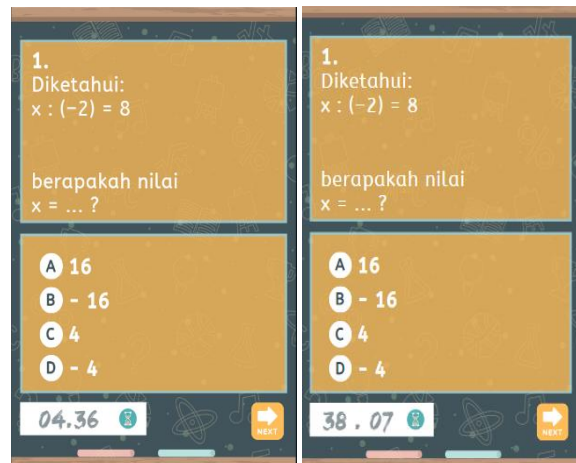 1.
Diketahui:
x : (−2) = 8
berapakah nilai
x = ... ?
A 16
B - 16
C 4
D - 4
04.36
NEXT
1.
Diketahui:
x : (−2) = 8
berapakah nilai
x = ... ?
A 16
B - 16
C 4
D - 4
38 . 07
NEXT